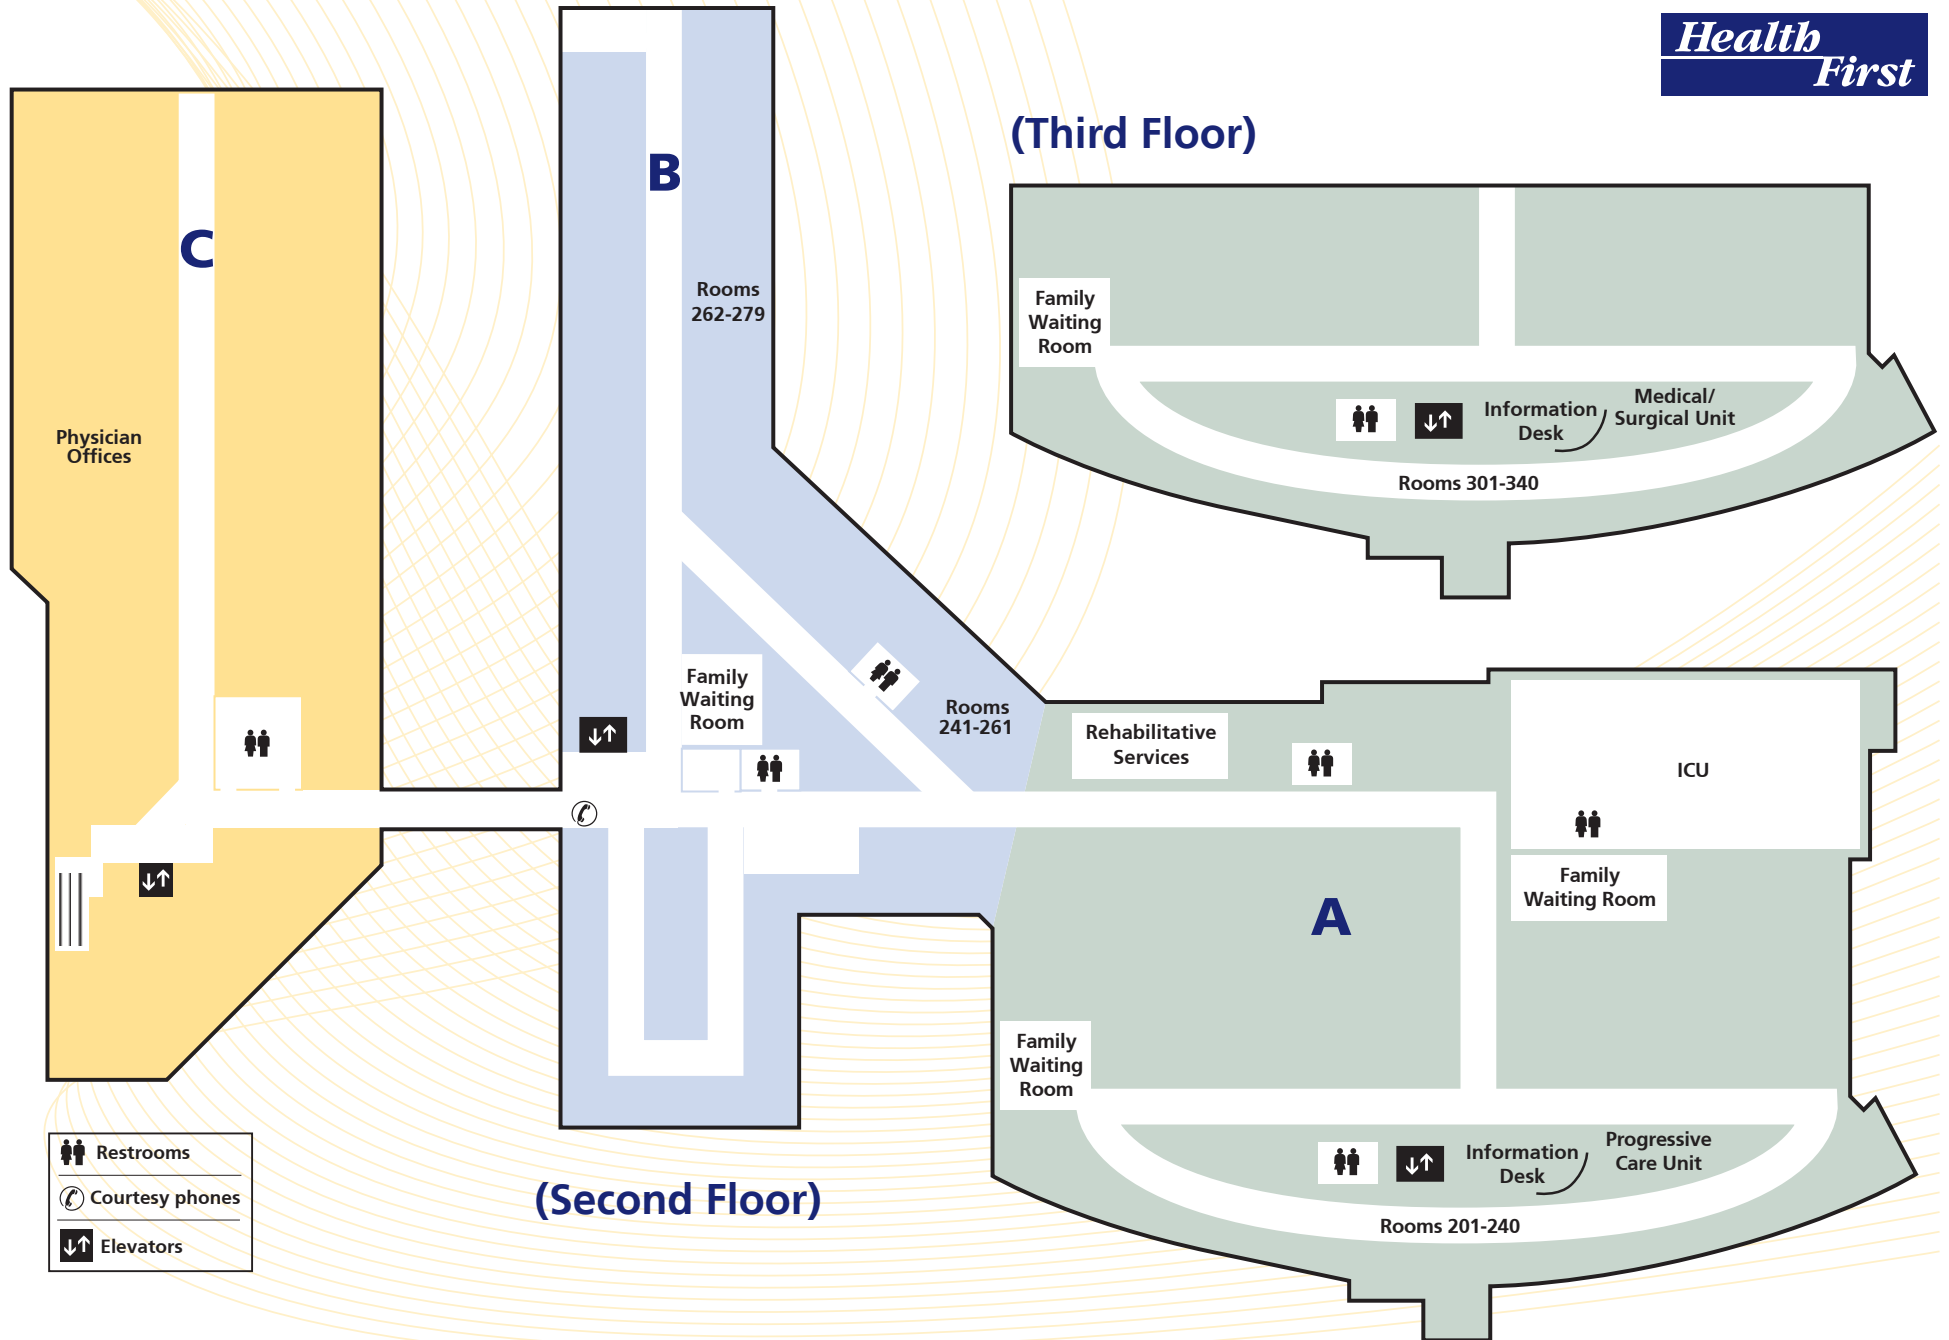 Health
First
(Third Floor)
B
C
Rooms
262-279
Family
Waiting
Room
Information
Desk
Medical/
Surgical Unit
Rooms 301-340
Physician
Offices
Family
Waiting
Room
Rooms
241-261
Rehabilitative
Services
ICU
Family
Waiting Room
A
Family
Waiting
Room
Information
Desk
Progressive
Care Unit
Rooms 201-240
Restrooms
Courtesy phones
Elevators
(Second Floor)